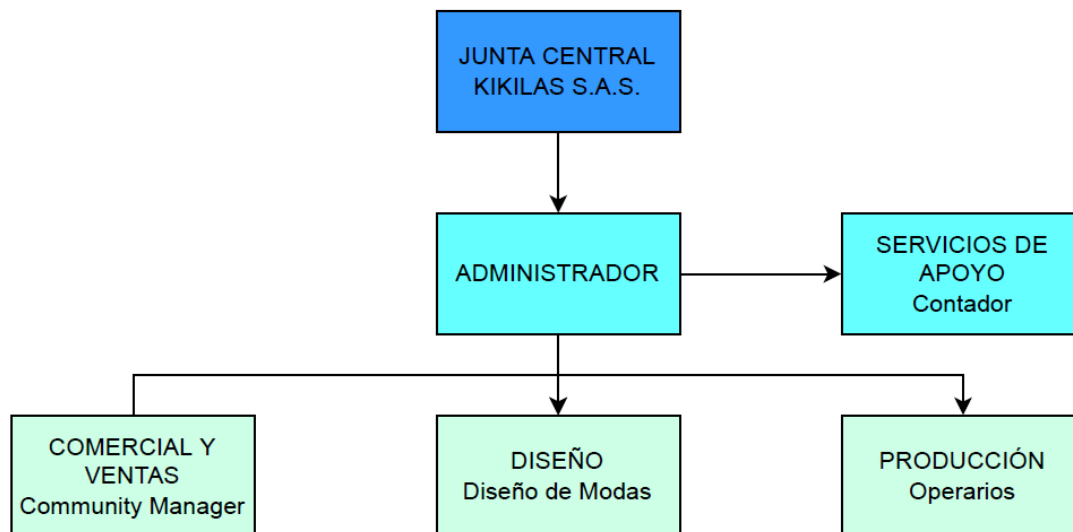 JUNTA CENTRAL
KIKILAS S.A.S.
ADMINISTRADOR
SERVICIOS DE
APOYO
Contador
COMERCIAL Y
VENTAS
Community Manager
DISEÑO
Diseño de Modas
PRODUCCIÓN
Operarios